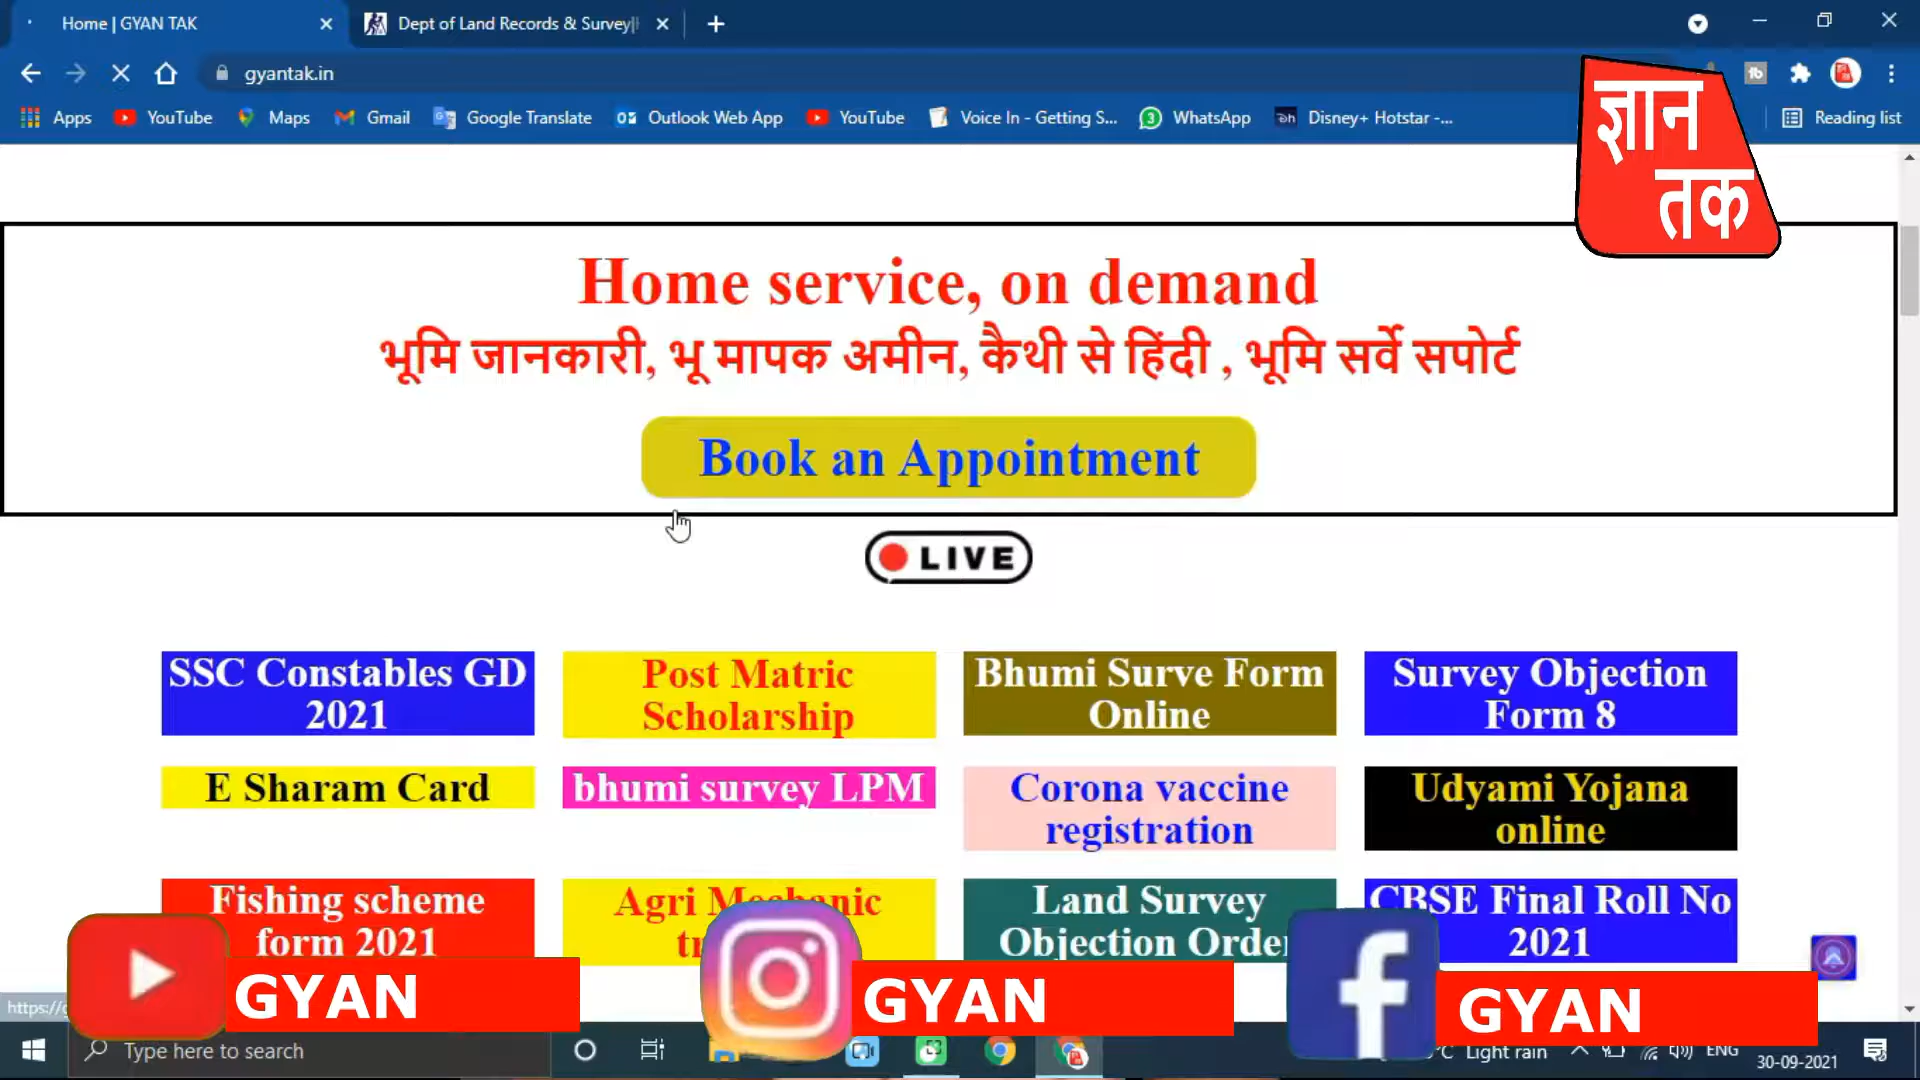 Home | GYAN TAK
Dept of Land Records & Survey|
gyantak.in
Apps
YouTube
Maps
Gmail
Google Translate
Outlook Web App
YouTube
Voice In - Getting S...
3
WhatsApp
Disney+ Hotstar -...
Reading list
ज्ञान
तक
Home service, on demand
भूमि जानकारी, भू मापक अमीन, कैथी से हिंदी , भूमि सर्वे सपोर्ट
Book an Appointment
LIVE
SSC Constables GD
2021
Post Matric
Scholarship
Bhumi Surve Form
Online
Survey Objection
Form 8
E Sharam Card
bhumi survey LPM
Corona vaccine
registration
Udyami Yojana
online
Fishing scheme
form 2021
Agri Mechanic
Land Survey
Objection Order
CBSE Final Roll No
2021
GYAN
GYAN
GYAN
https://g
Type here to search
°C Light rain
ENG
30-09-2021